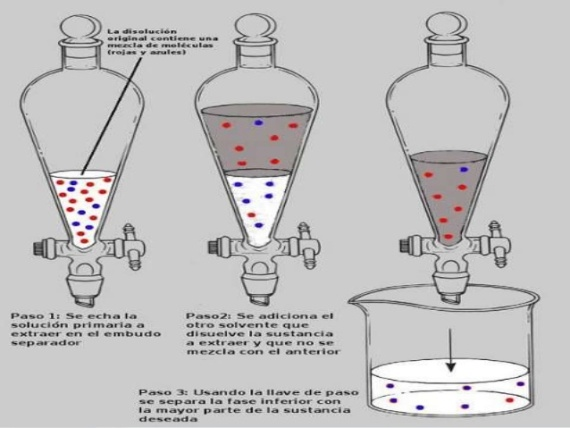 La disolución
original contiene una
mezcla de moléculas
(rojas y azules)
Paso 1: Se echa la
solución primaria a
extraer en el embudo
separador
Paso2: Se adiciona el
otro solvente que
disuelve la sustancia
a extraer y que no se
mezcla con el anterior
Paso 3: Usando la llave de paso
se separa la fase inferior con
la mayor parte de la sustancia
deseada